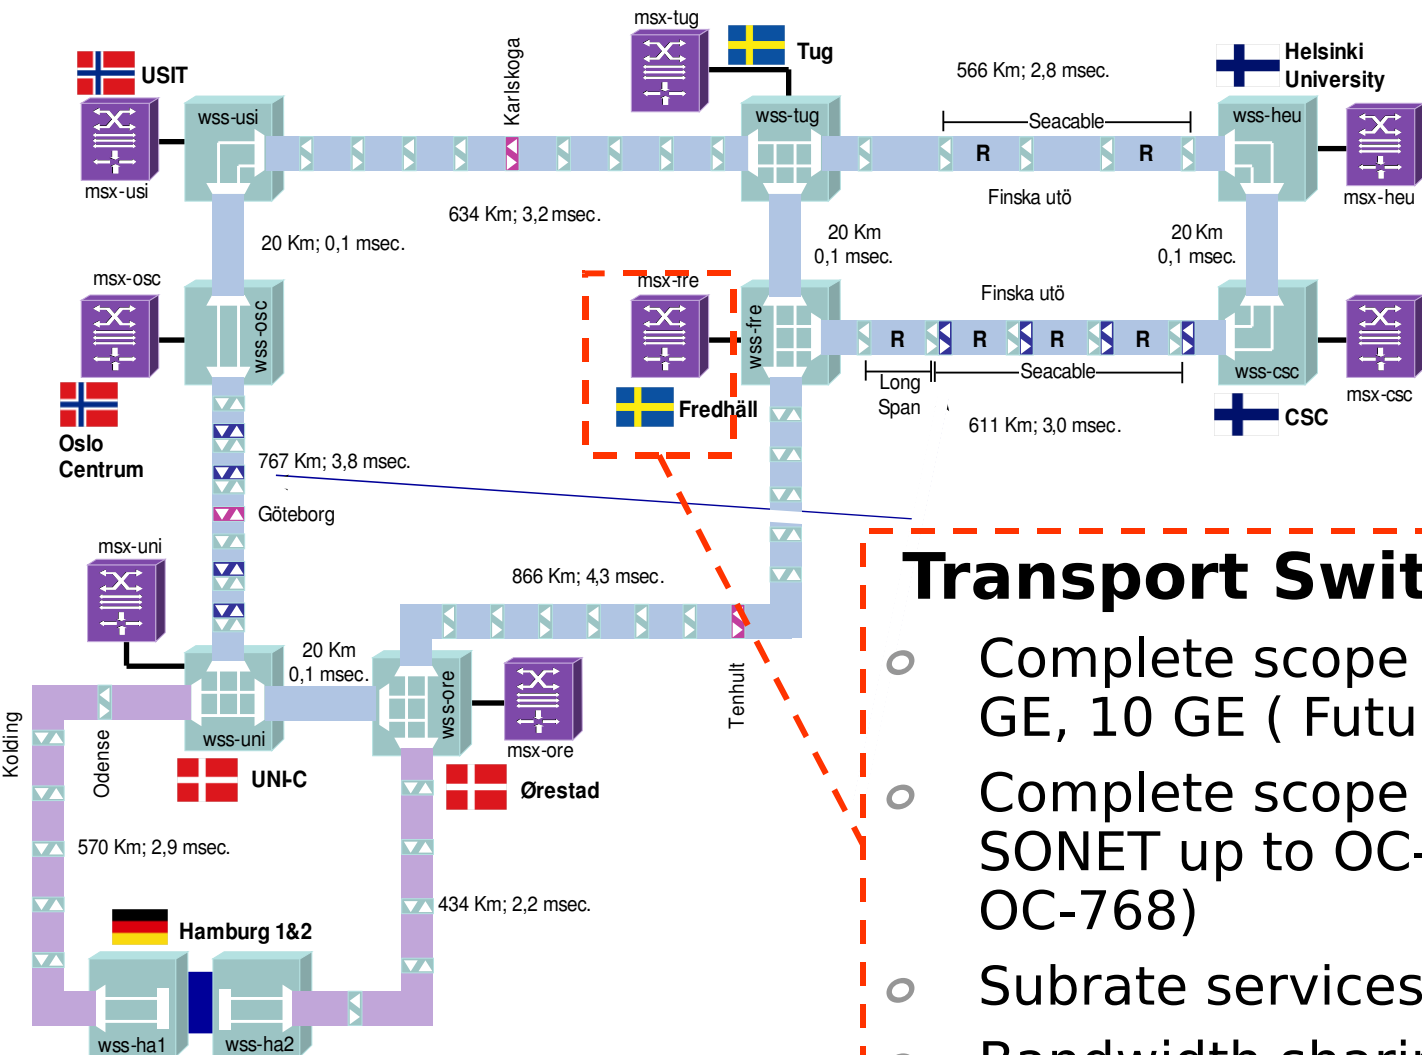 msx-tug
USIT
Karlskoga
Tug
566 Km; 2,8 msec.
Helsinki
University
wss-usi
wss-tug
Seacable
wss-heu
R
R
msx-usi
Finska utö
msx-heu
634 Km; 3,2 msec.
20 Km; 0,1 msec.
20 Km
0,1 msec.
20 Km
0,1 msec.
msx-osc
msx-fre
Finska utö
wss-osc
wss-fre
R
R
R
R
Long
Span
Seacable
wss-csc
msx-csc
Fredhäll
611 Km; 3,0 msec.
CSC
Oslo
Centrum
767 Km; 3,8 msec.
Göteborg
msx-uni
866 Km; 4,3 msec.
Transport Swit
Complete scope
GE, 10 GE ( Futu
Complete scope
SONET up to OC-
OC-768)
Subrate services
Bandwidth sharin
20 Km
0,1 msec.
wss-ore
Tenhult
Kolding
Odense
wss-uni
msx-ore
UNI-C
Ørestad
570 Km; 2,9 msec.
434 Km; 2,2 msec.
Hamburg 1&2
wss-ha1
wss-ha2